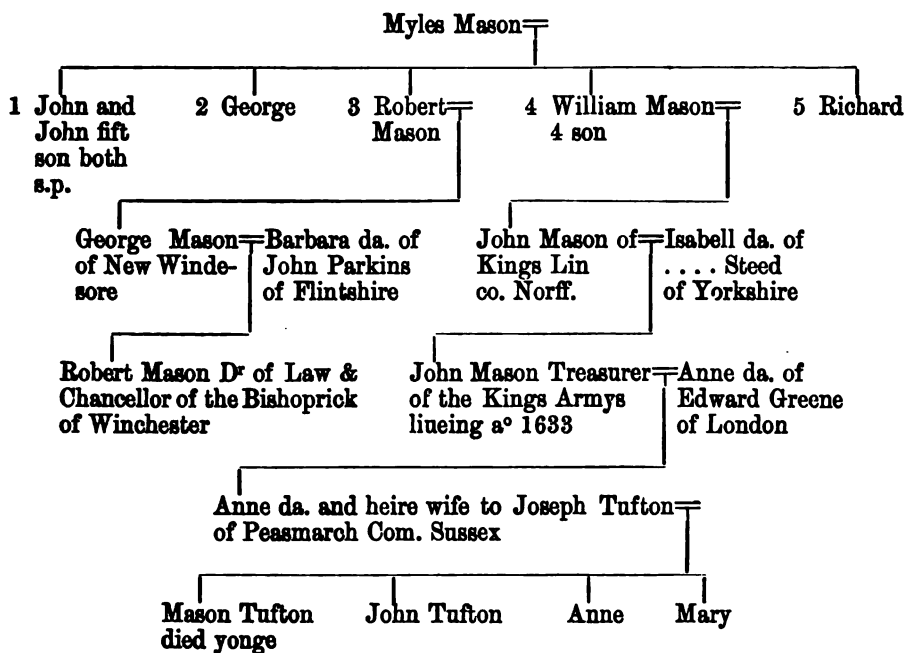 Myles Mason
1 John and
John fift
son both
s.p.
2 George
3 Robert
Mason
4 William Mason
4 son
5 Richard
George Mason
of New Winde-
sore
Barbara da. of
John Parkins
of Flintshire
John Mason of
Kings Lin
co. Norff.
Isabell da. of
.... Steed
of Yorkshire
Robert Mason Dr of Law &
Chancellor of the Bishoprick
of Winchester
John Mason Treasurer
of the Kings Armys
liueing ao 1633
Anne da. of
Edward Greene
of London
Anne da. and heire wife to Joseph Tufton
of Peasmarch Com. Sussex
Mason Tufton
died yonge
John Tufton
Anne
Mary